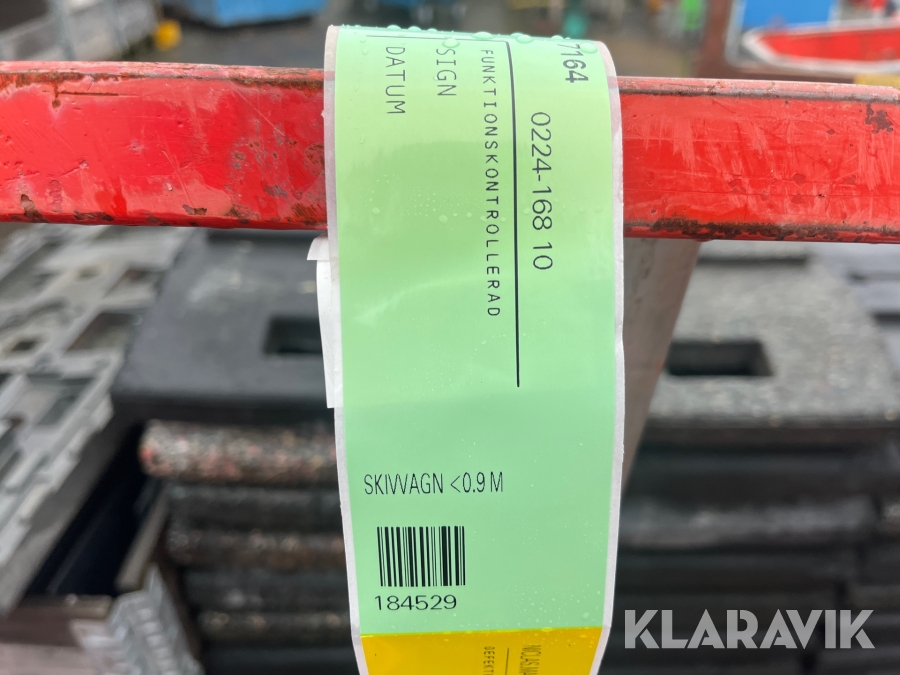 7164
0224-168 10
FUNKTIONSKONTROLLERAD
SIGN
DATUM
SKIVVAGN <0.9 M
184529
KLARAVIK